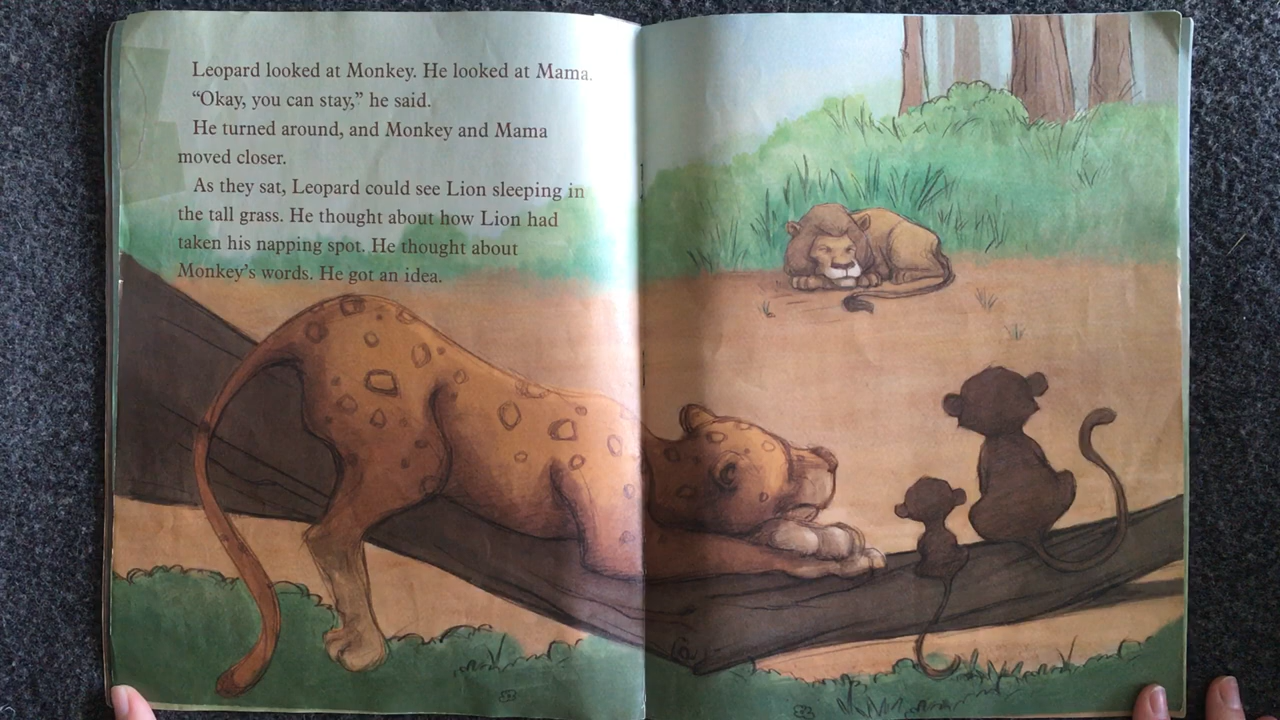 Leopard looked at Monkey. He looked at Mama.
“Okay, you can stay,” he said.
He turned around, and Monkey and Mama
moved closer.
As they sat, Leopard could see Lion sleeping in
the tall grass. He thought about how Lion had
taken his napping spot. He thought about
Monkey’s words. He got an idea.